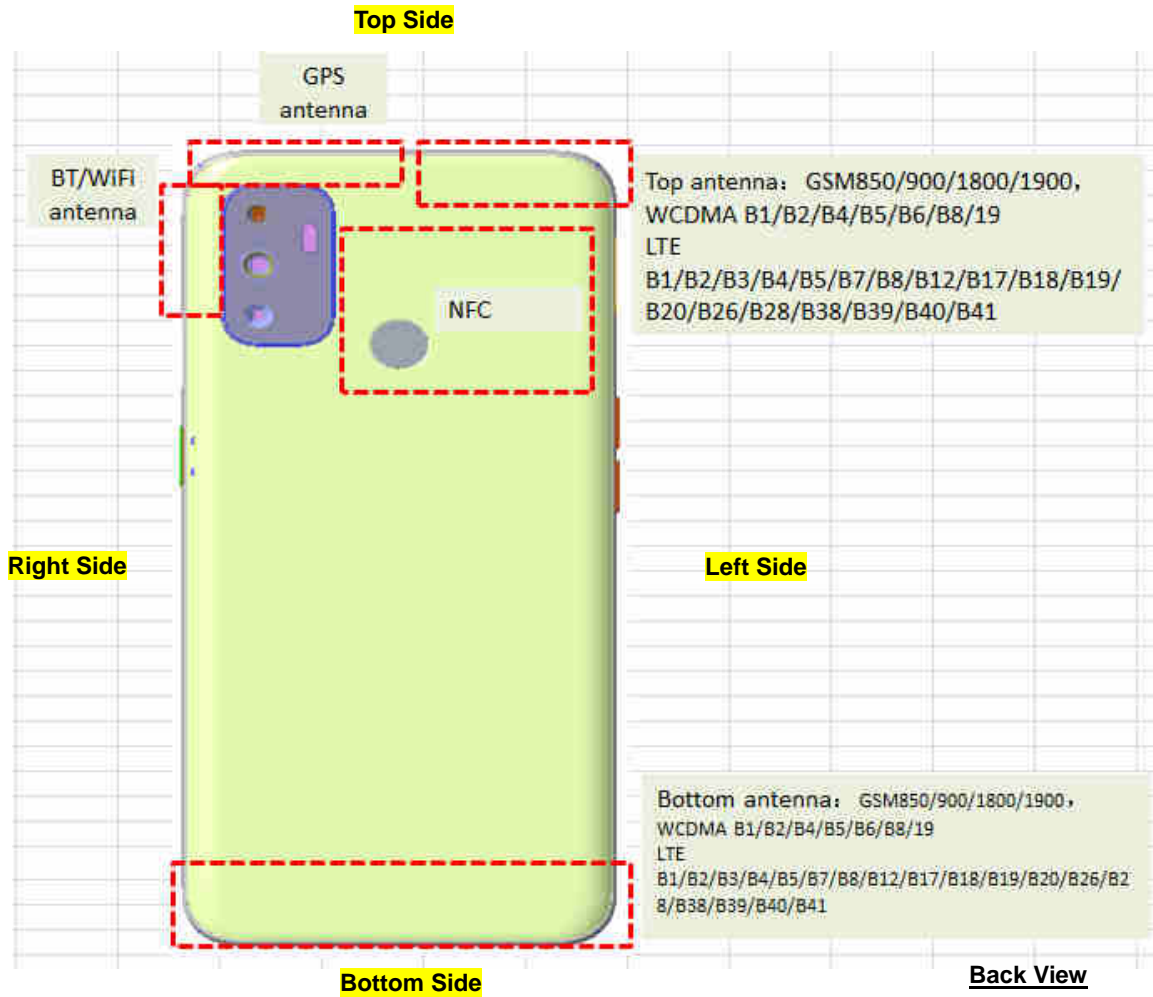 Top Side
GPS
antenna
BT/WiFi
antenna
Top antenna： GSM850/900/1800/1900，
WCDMA B1/B2/B4/B5/B6/B8/19
LTE
B1/B2/B3/B4/B5/B7/B8/B12/B17/B18/B19/
B20/B26/B28/B38/B39/B40/B41
NFC
Right Side
Left Side
Bottom antenna： GSM850/900/1800/1900，
WCDMA B1/B2/B4/B5/B6/B8/19
LTE
B1/B2/B3/B4/B5/B7/B8/B12/B17/B18/B19/B20/B26/B2
8/B38/B39/B40/B41
Bottom Side
Back View